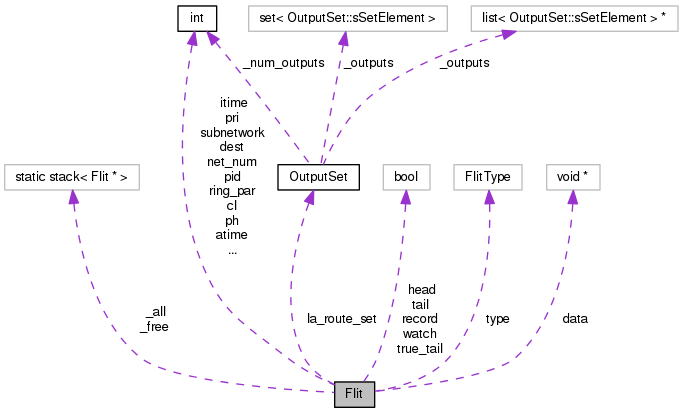 int
set< OutputSet::sSetElement >
list< OutputSet::sSetElement > *
_num_outputs
_outputs
_outputs
itime
pri
subnetwork
dest
net_num
pid
ring_par
cl
ph
atime
...
static stack< Flit * >
OutputSet
bool
FlitType
void *
_all
_free
la_route_set
head
tail
record
watch
true_tail
type
data
Flit